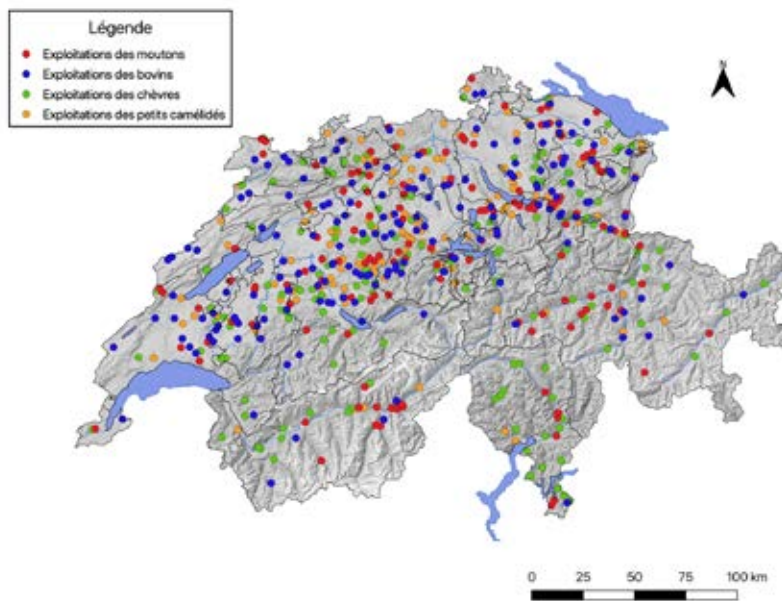 Légende
Exploitations des moutons
Exploitations des bovins
Exploitations des chèvres
Exploitations des petits camélidés
N
0 25 50 75 100 km